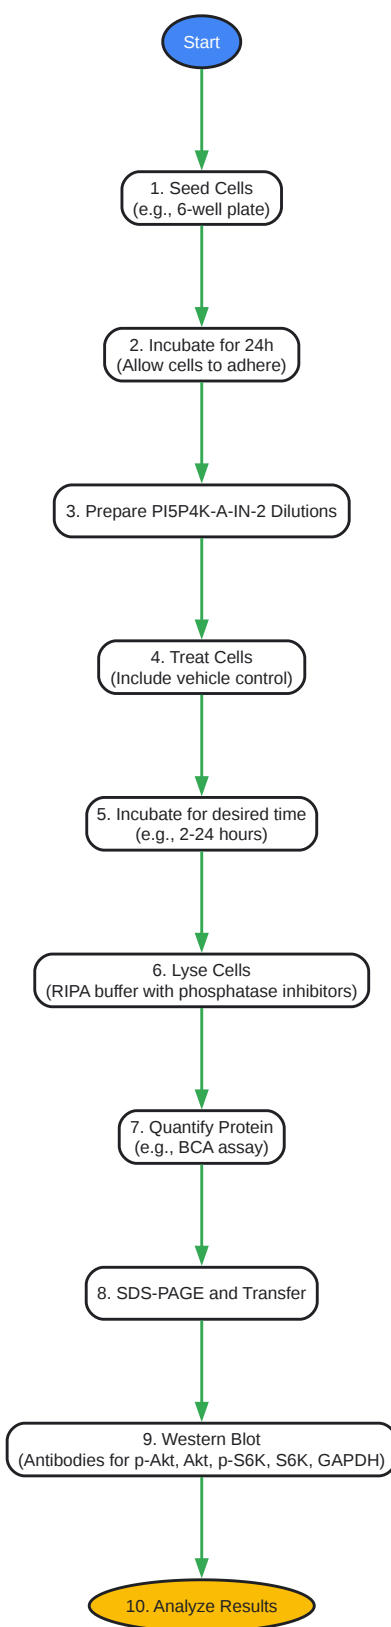 Start
1. Seed Cells
(e.g., 6-well plate)
2. Incubate for 24h
(Allow cells to adhere)
3. Prepare PI5P4K-A-IN-2 Dilutions
4. Treat Cells
(Include vehicle control)
5. Incubate for desired time
(e.g., 2-24 hours)
6. Lyse Cells
(RIPA buffer with phosphatase inhibitors)
7. Quantify Protein
(e.g., BCA assay)
8. SDS-PAGE and Transfer
9. Western Blot
(Antibodies for p-Akt, Akt, p-S6K, S6K, GAPDH)
10. Analyze Results